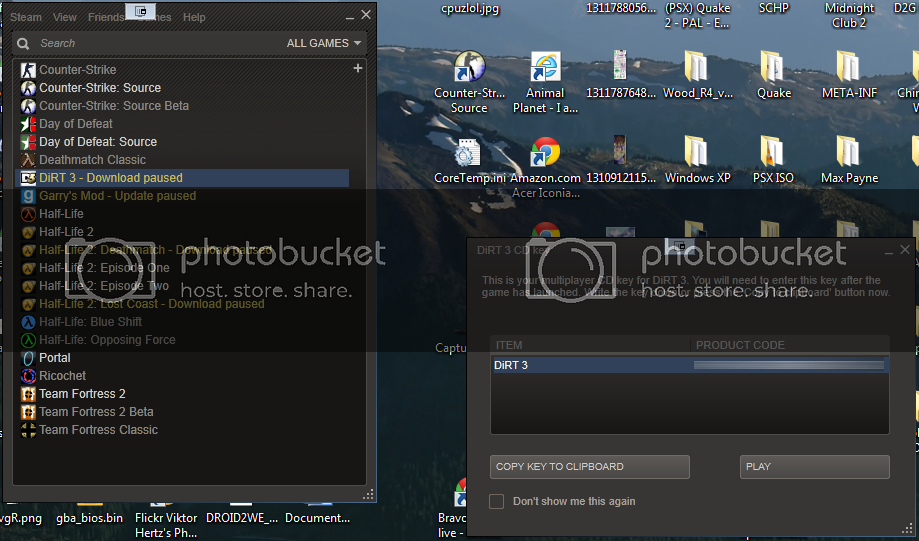 Steam View Friends Games Help
Search
ALL GAMES
Counter-Strike
Counter-Strike: Source
Counter-Strike: Source Beta
Day of Defeat
Day of Defeat: Source
Deathmatch Classic
DiRT 3 - Download paused
Garry's Mod - Update paused
Half-Life
Half-Life 2
Half-Life 2: Deathmatch - Download paused
Half-Life 2: Episode One
Half-Life 2: Episode Two
Half-Life 2: Lost Coast - Download paused
Half-Life: Blue Shift
Half-Life: Opposing Force
Portal
Ricochet
Team Fortress 2
Team Fortress 2 Beta
Team Fortress Classic
photobucket
host. store. share.
cpuzlol.jpg
1311788056...
(PSX) Quake
2 - PAL - E...
SCHP
Midnight
Club 2
D2G
Counter-Str...
Source
Animal
Planet - I a...
1311787648...
Wood_R4_v...
Quake
META-INF
CoreTemp.ini
Amazon.com
Acer Iconia...
1310912115...
Windows XP
PSX ISO
Max Payne
DiRT 3 CD key
This is your multiplayer CD key for DiRT 3. You will need to enter this key after the
game has launched. Write the key down or use the 'Copy to clipboard' button now.
photobucket
host. store. share.
ITEM PRODUCT CODE
DiRT 3
COPY KEY TO CLIPBOARD
PLAY
Don't show me this again
Captu
vgR.png
gba_bios.bin
Flickr Viktor
Hertz's Ph...
DROID2WE_...
Document...
Bravo
live -